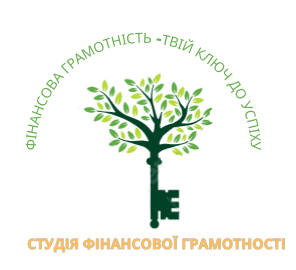 ФІНАНСОВА ГРАМОТНІСТЬ -ТВІЙ КЛЮЧ ДО УСПІХУ
СТУДІЯ ФІНАНСОВОЇ ГРАМОТНОСТІ